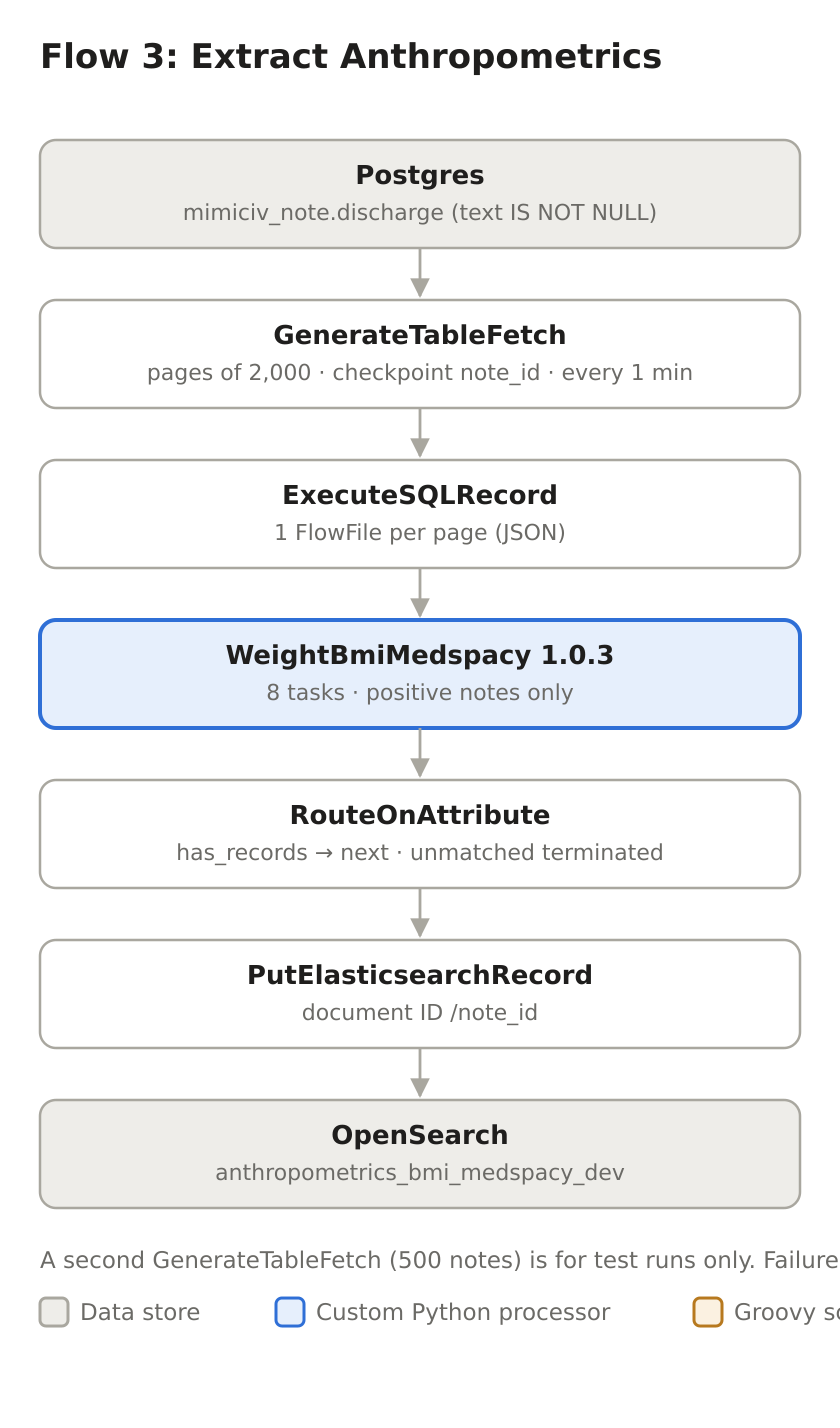 Flow 3: Extract Anthropometrics
Postgres
mimiciv_note.discharge (text IS NOT NULL)
GenerateTableFetch
pages of 2,000 · checkpoint note_id · every 1 min
ExecuteSQLRecord
1 FlowFile per page (JSON)
WeightBmiMedspacy 1.0.3
8 tasks · positive notes only
RouteOnAttribute
has_records → next · unmatched terminated
PutElasticsearchRecord
document ID /note_id
OpenSearch
anthropometrics_bmi_medspacy_dev
A second GenerateTableFetch (500 notes) is for test runs only. Failure
Data store
Custom Python processor
Groovy